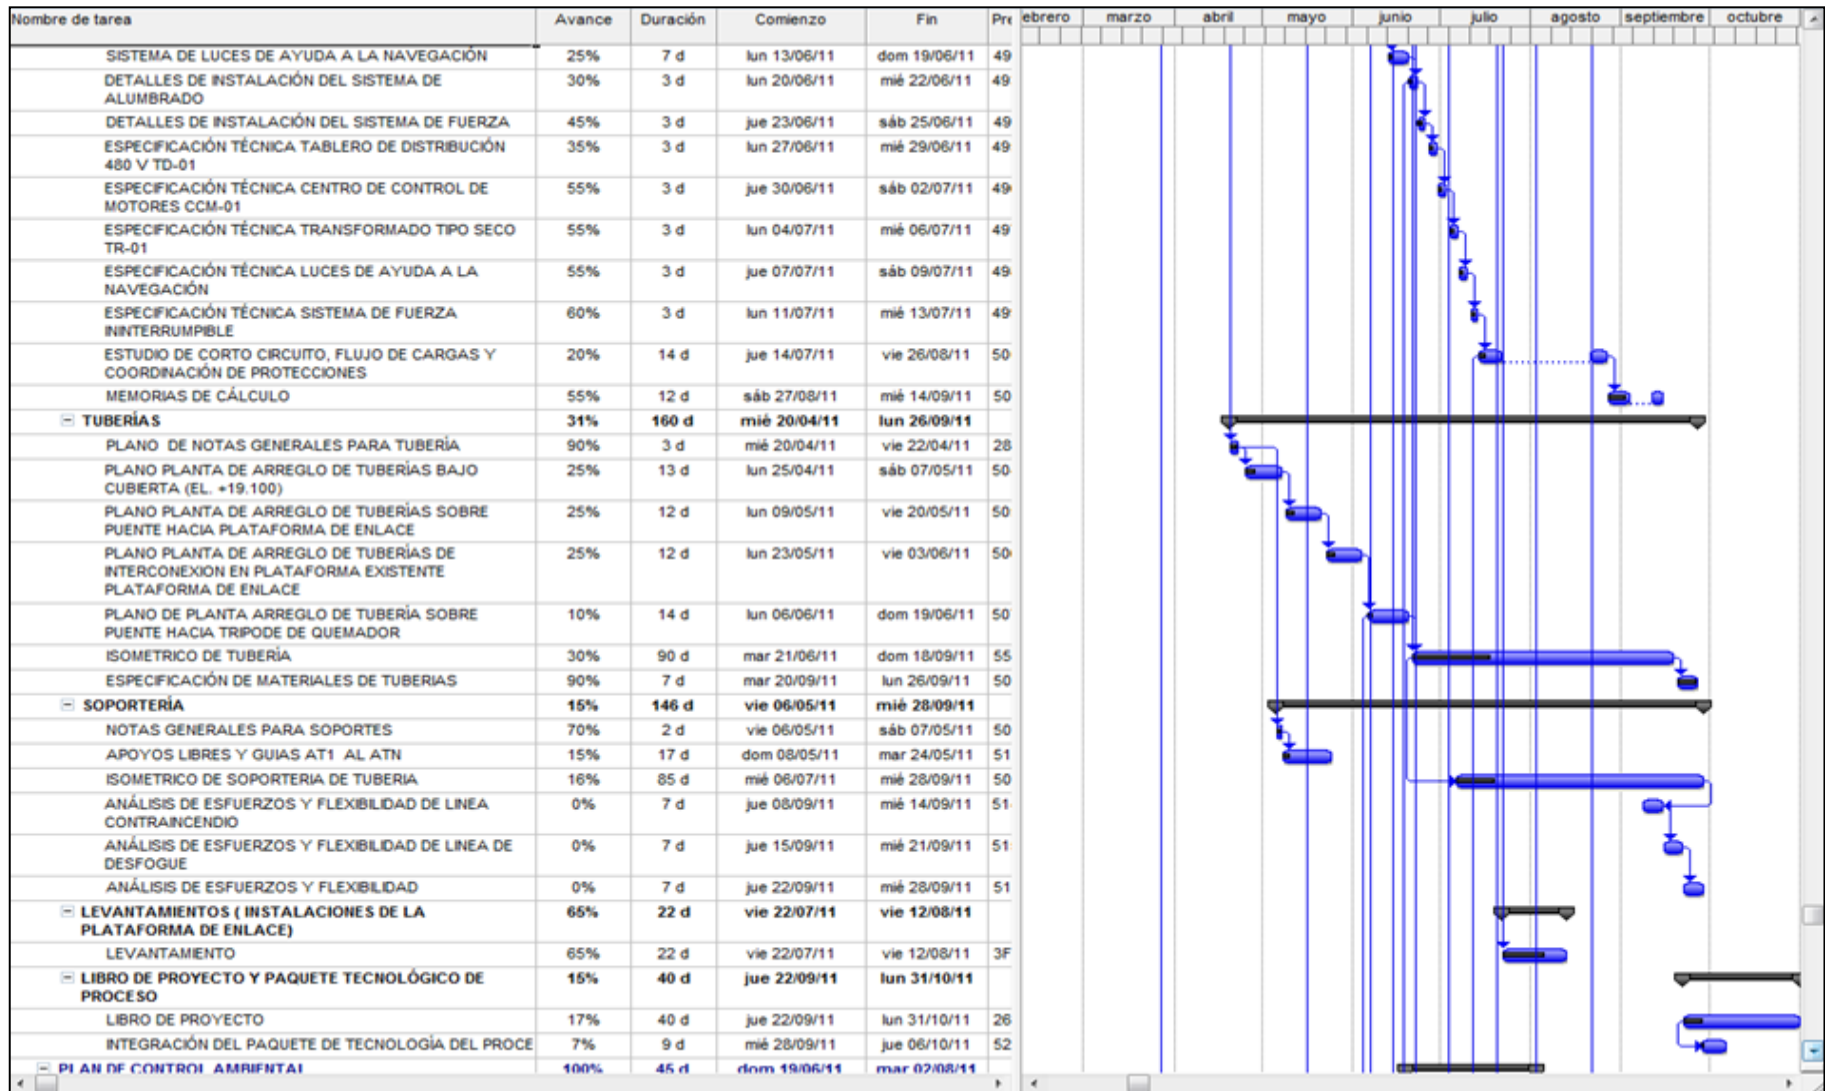 Nombre de tarea Avance Duración Comienzo Fin Pre ebrero marzo abril mayo junio julio agosto septiembre octubre
SISTEMA DE LUCES DE AYUDA A LA NAVEGACIÓN 25% 7 d lun 13/06/11 dom 19/06/11 49
DETALLES DE INSTALACIÓN DEL SISTEMA DE 30% 3 d lun 20/06/11 mié 22/06/11 49
ALUMBRADO
DETALLES DE INSTALACIÓN DEL SISTEMA DE FUERZA 45% 3 d jue 23/06/11 sáb 25/06/11 49
ESPECIFICACIÓN TÉCNICA TABLERO DE DISTRIBUCIÓN 35% 3 d lun 27/06/11 mié 29/06/11 49
480 V TD-01
ESPECIFICACIÓN TÉCNICA CENTRO DE CONTROL DE 55% 3 d jue 30/06/11 sáb 02/07/11 49
MOTORES CCM-01
ESPECIFICACIÓN TÉCNICA TRANSFORMADO TIPO SECO 55% 3 d lun 04/07/11 mié 06/07/11 49
TR-01
ESPECIFICACIÓN TÉCNICA LUCES DE AYUDA A LA 55% 3 d jue 07/07/11 sáb 09/07/11 49
NAVEGACIÓN
ESPECIFICACIÓN TÉCNICA SISTEMA DE FUERZA 60% 3 d lun 11/07/11 mié 13/07/11 49
ININTERRUMPIBLE
ESTUDIO DE CORTO CIRCUITO, FLUJO DE CARGAS Y 20% 14 d jue 14/07/11 vie 26/08/11 50
COORDINACIÓN DE PROTECCIONES
MEMORIAS DE CÁLCULO 55% 12 d sáb 27/08/11 mié 14/09/11 50
TUBERÍAS 31% 160 d mié 20/04/11 lun 26/09/11
PLANO DE NOTAS GENERALES PARA TUBERÍA 90% 3 d mié 20/04/11 vie 22/04/11 28
PLANO PLANTA DE ARREGLO DE TUBERÍAS BAJO 25% 13 d lun 25/04/11 sáb 07/05/11 50
CUBIERTA (EL. +19.100)
PLANO PLANTA DE ARREGLO DE TUBERÍAS SOBRE 25% 12 d lun 09/05/11 vie 20/05/11 50
PUENTE HACIA PLATAFORMA DE ENLACE
PLANO PLANTA DE ARREGLO DE TUBERÍAS DE 25% 12 d lun 23/05/11 vie 03/06/11 50
INTERCONEXION EN PLATAFORMA EXISTENTE
PLATAFORMA DE ENLACE
PLANO DE PLANTA ARREGLO DE TUBERÍA SOBRE 10% 14 d lun 06/06/11 dom 19/06/11 50
PUENTE HACIA TRIPODE DE QUEMADOR
ISOMETRICO DE TUBERÍA 30% 90 d mar 21/06/11 dom 18/09/11 55
ESPECIFICACIÓN DE MATERIALES DE TUBERIAS 90% 7 d mar 20/09/11 lun 26/09/11 50
SOPORTERÍA 15% 146 d vie 06/05/11 mié 28/09/11
NOTAS GENERALES PARA SOPORTES 70% 2 d vie 06/05/11 sáb 07/05/11 50
APOYOS LIBRES Y GUIAS AT1 AL ATN 15% 17 d dom 08/05/11 mar 24/05/11 51
ISOMETRICO DE SOPORTERIA DE TUBERIA 16% 85 d mié 06/07/11 mié 28/09/11 50
ANÁLISIS DE ESFUERZOS Y FLEXIBILIDAD DE LINEA 0% 7 d jue 08/09/11 mié 14/09/11 51
CONTRAINCENDIO
ANÁLISIS DE ESFUERZOS Y FLEXIBILIDAD DE LINEA DE 0% 7 d jue 15/09/11 mié 21/09/11 51
DESFOGUE
ANÁLISIS DE ESFUERZOS Y FLEXIBILIDAD 0% 7 d jue 22/09/11 mié 28/09/11 51
LEVANTAMIENTOS ( INSTALACIONES DE LA 65% 22 d vie 22/07/11 vie 12/08/11
PLATAFORMA DE ENLACE)
LEVANTAMIENTO 65% 22 d vie 22/07/11 vie 12/08/11 3F
LIBRO DE PROYECTO Y PAQUETE TECNOLÓGICO DE 15% 40 d jue 22/09/11 lun 31/10/11
PROCESO
LIBRO DE PROYECTO 17% 40 d jue 22/09/11 lun 31/10/11 26
INTEGRACIÓN DEL PAQUETE DE TECNOLOGÍA DEL PROCE 7% 9 d mié 28/09/11 jue 06/10/11 52
PLAN DE CONTROL AMBIENTAL 100% 45 d dom 19/06/11 mar 02/08/11